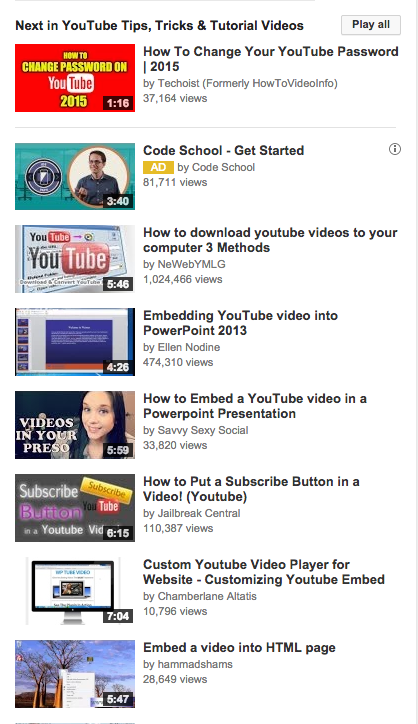 Next in YouTube Tips, Tricks & Tutorial Videos
Play all
HOW TO
CHANGE PASSWORD ON
YouTube
2015
1:16
How To Change Your YouTube Password
| 2015
by Techoist (Formerly HowToVideoInfo)
37,164 views
3:40
Code School - Get Started
AD by Code School
81,711 views
YouTube
YouTube
Download & Convert YouTube
5:46
How to download youtube videos to your
computer 3 Methods
by NeWebYMLG
1,024,466 views
4:26
Embedding YouTube video into
PowerPoint 2013
by Ellen Nodine
474,310 views
VIDEOS
IN YOUR
PRESO
5:59
How to Embed a YouTube video in a
Powerpoint Presentation
by Savvy Sexy Social
33,820 views
Subscribe
Subscribe
Button
YouTube
in a Youtube Vid
6:15
How to Put a Subscribe Button in a
Video! (Youtube)
by Jailbreak Central
110,387 views
WP TUBE VIDEO
7:04
Custom Youtube Video Player for
Website - Customizing Youtube Embed
by Chamberlane Altatis
10,796 views
5:47
Embed a video into HTML page
by hammadshams
28,649 views